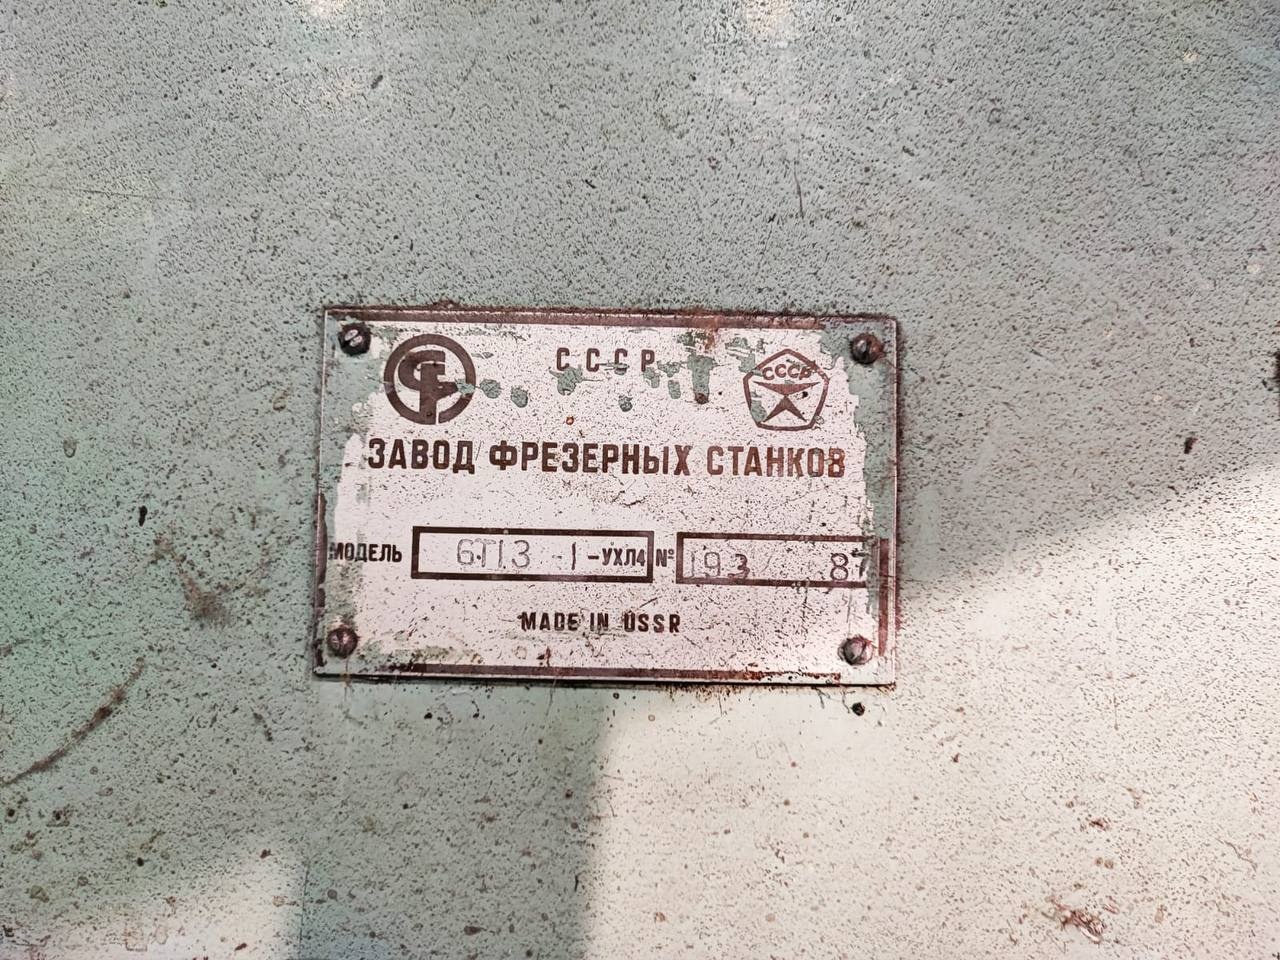 СССР
СССР
ЗАВОД ФРЕЗЕРНЫХ СТАНКОВ
МОДЕЛЬ 6Т13 -1-УХЛ4 № 193 87
MADE IN USSR